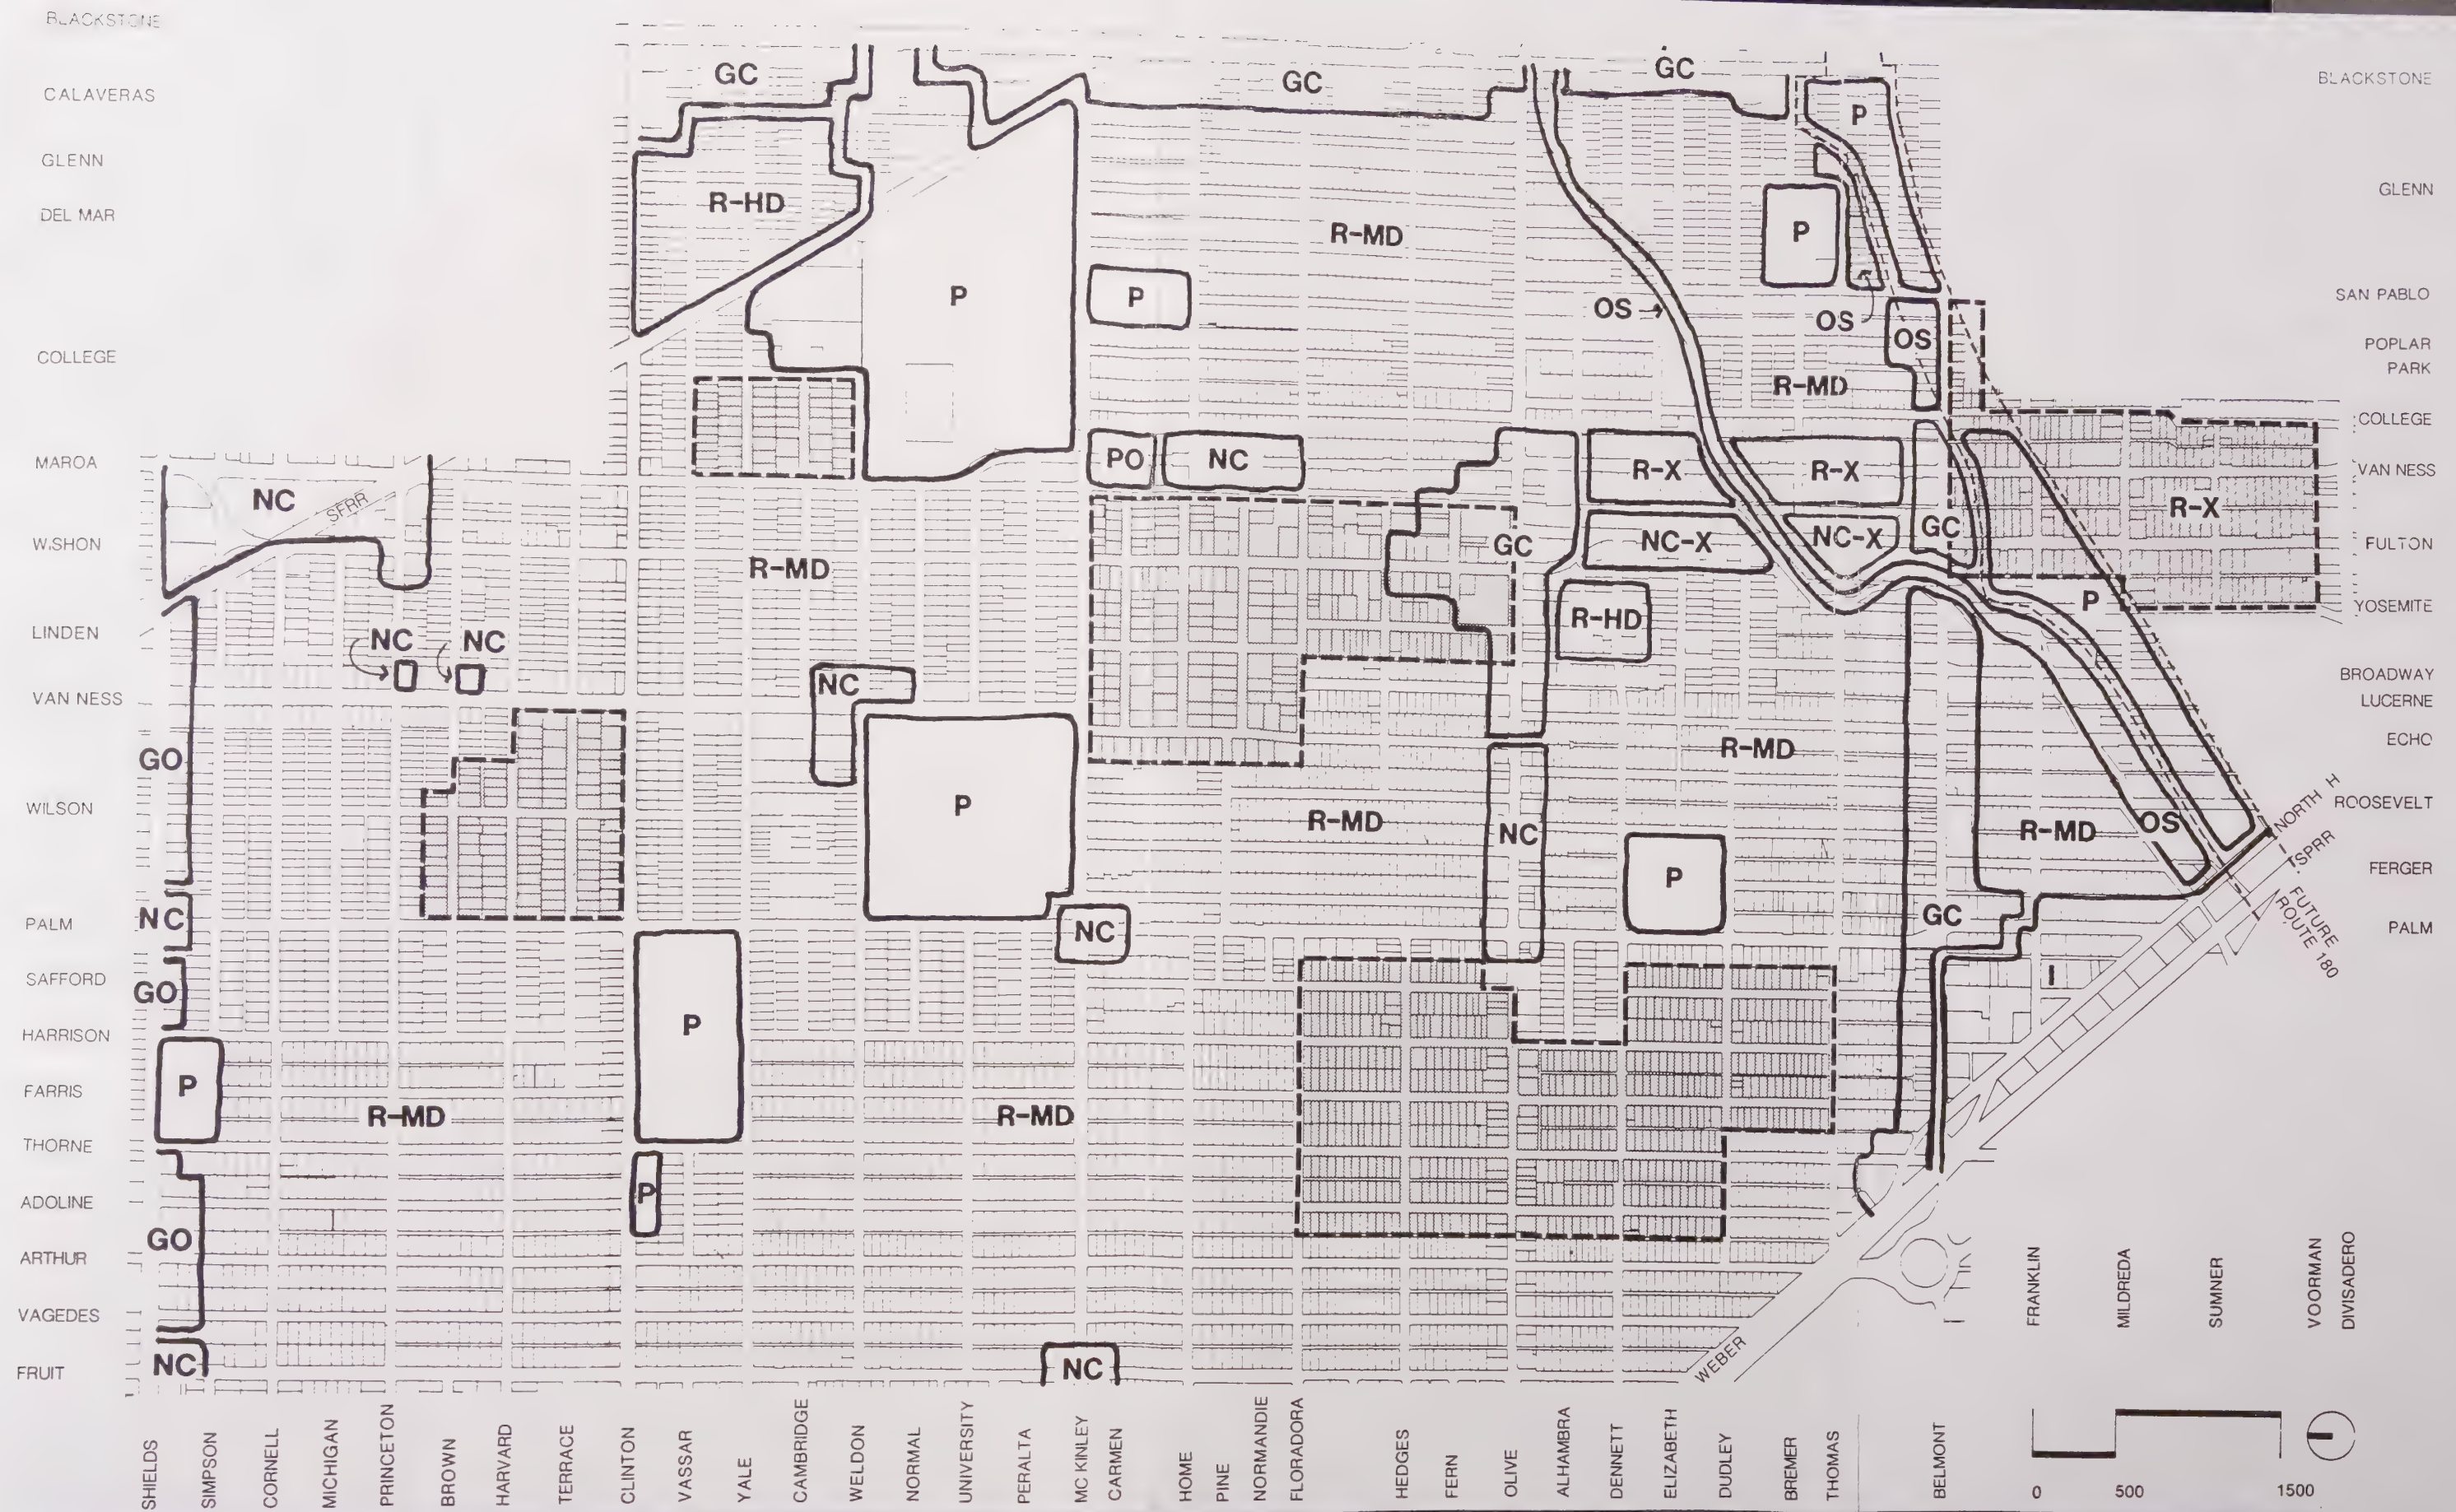 BLACKSTONE
CALAVERAS
GLENN
DEL MAR
COLLEGE
MAROA
WISHON
LINDEN
VAN NESS
WILSON
PALM
SAFFORD
HARRISON
FARRIS
THORNE
ADOLINE
ARTHUR
VAGEDES
FRUIT
GC
GC
GC
P
R-HD
R-MD
P
P
P
OS
OS
OS
R-MD
PO
NC
R-X
R-X
R-X
NC
SFRR
GC
NC-X
NC-X
GC
R-MD
R-HD
P
NC
NC
NC
GO
R-MD
P
R-MD
NC
R-MD
OS
P
NC
NC
GC
GO
P
P
I
R-MD
R-MD
P
GO
NC
NC
WEBER
NORTH H
SPRR
FUTURE
ROUTE 180
BLACKSTONE
GLENN
SAN PABLO
POPLAR
PARK
COLLEGE
VAN NESS
FULTON
YOSEMITE
BROADWAY
LUCERNE
ECHO
ROOSEVELT
FERGER
PALM
FRANKLIN
MILDREDA
SUMNER
VOORMAN
DIVISADERO
SHIELDS
SIMPSON
CORNELL
MICHIGAN
PRINCETON
BROWN
HARVARD
TERRACE
CLINTON
VASSAR
YALE
CAMBRIDGE
WELDON
NORMAL
UNIVERSITY
PERALTA
MC KINLEY
CARMEN
HOME
PINE
NORMANDIE
FLORADORA
HEDGES
FERN
OLIVE
ALHAMBRA
DENNETT
ELIZABETH
DUDLEY
BREMER
THOMAS
BELMONT
0 500 1500